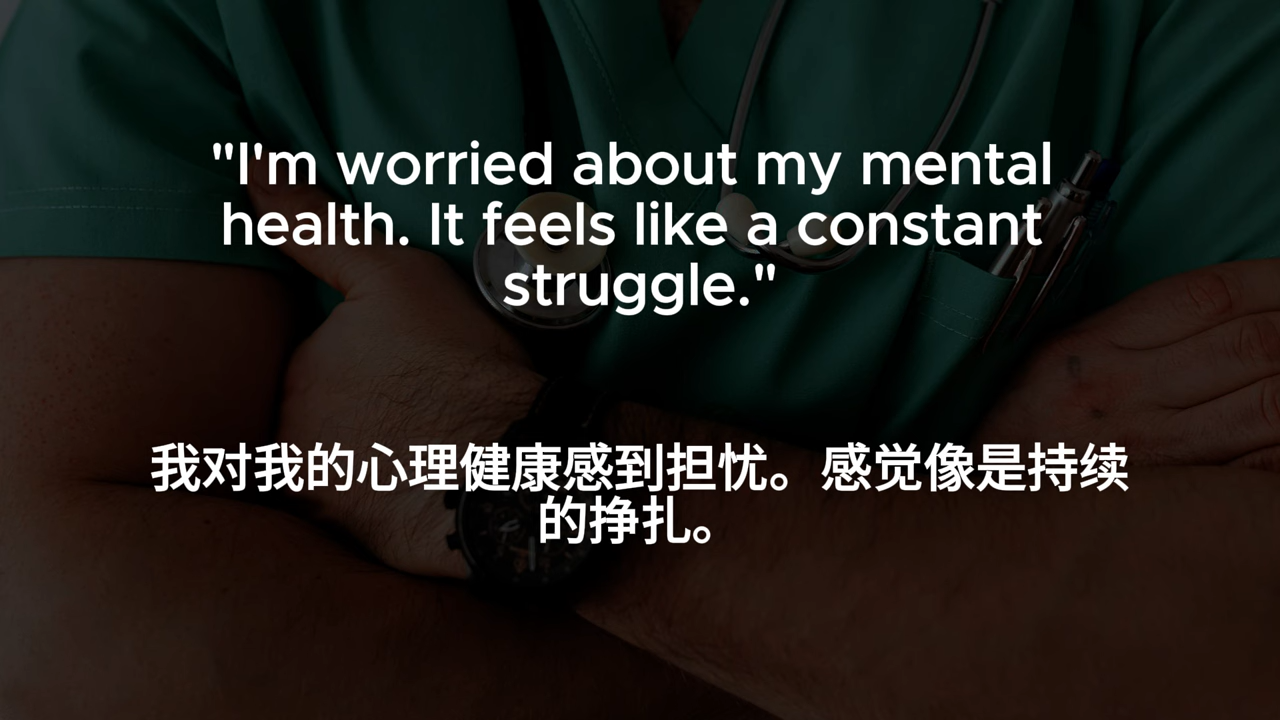 "I'm worried about my mental
health. It feels like a constant
struggle."
我对我的心理健康感到担忧。感觉像是持续
的挣扎。